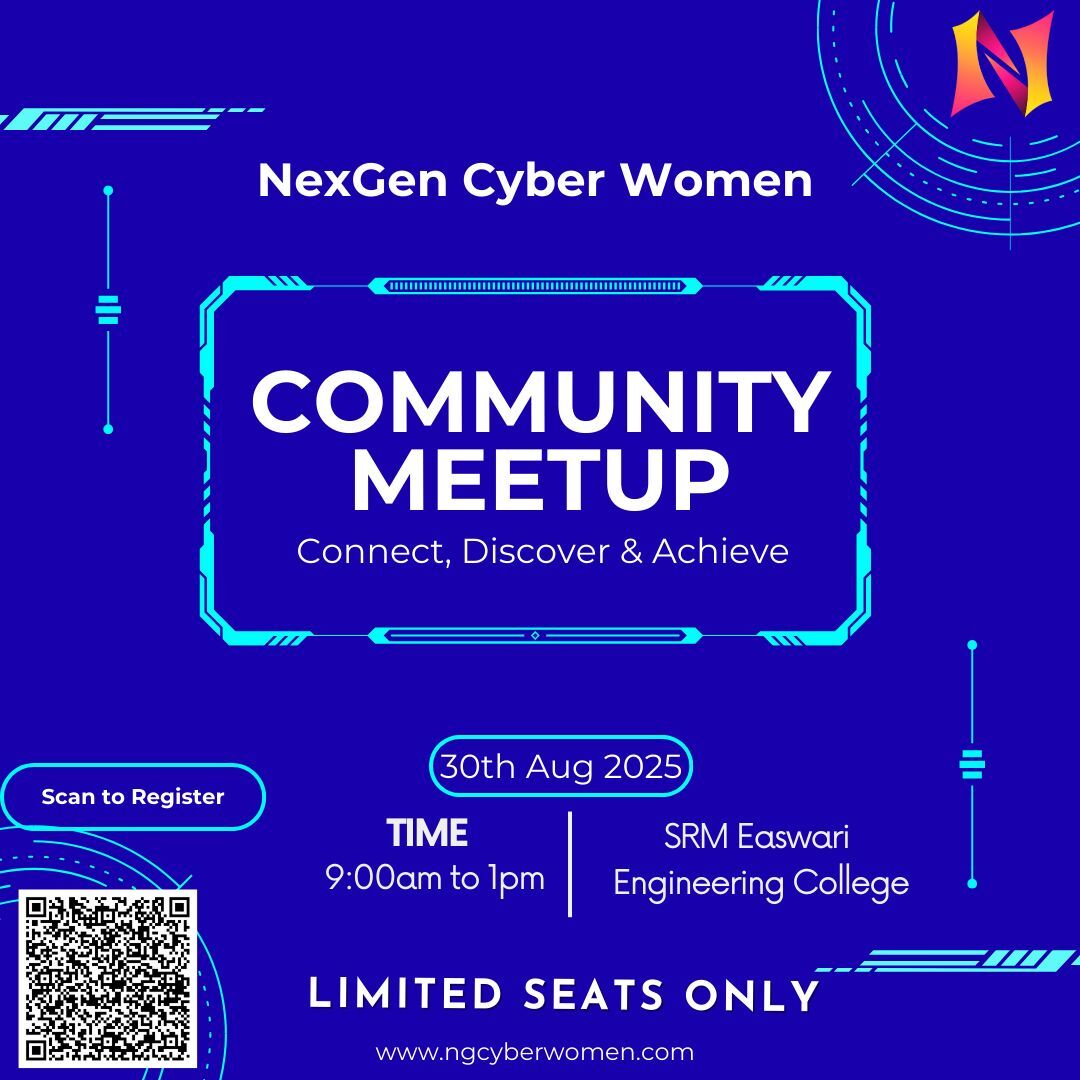 NexGen Cyber Women
COMMUNITY
MEETUP
Connect, Discover & Achieve
30th Aug 2025
Scan to Register
TIME
9:00am to 1pm
SRM Easwari
Engineering College
LIMITED SEATS ONLY
www.ngcyberwomen.com